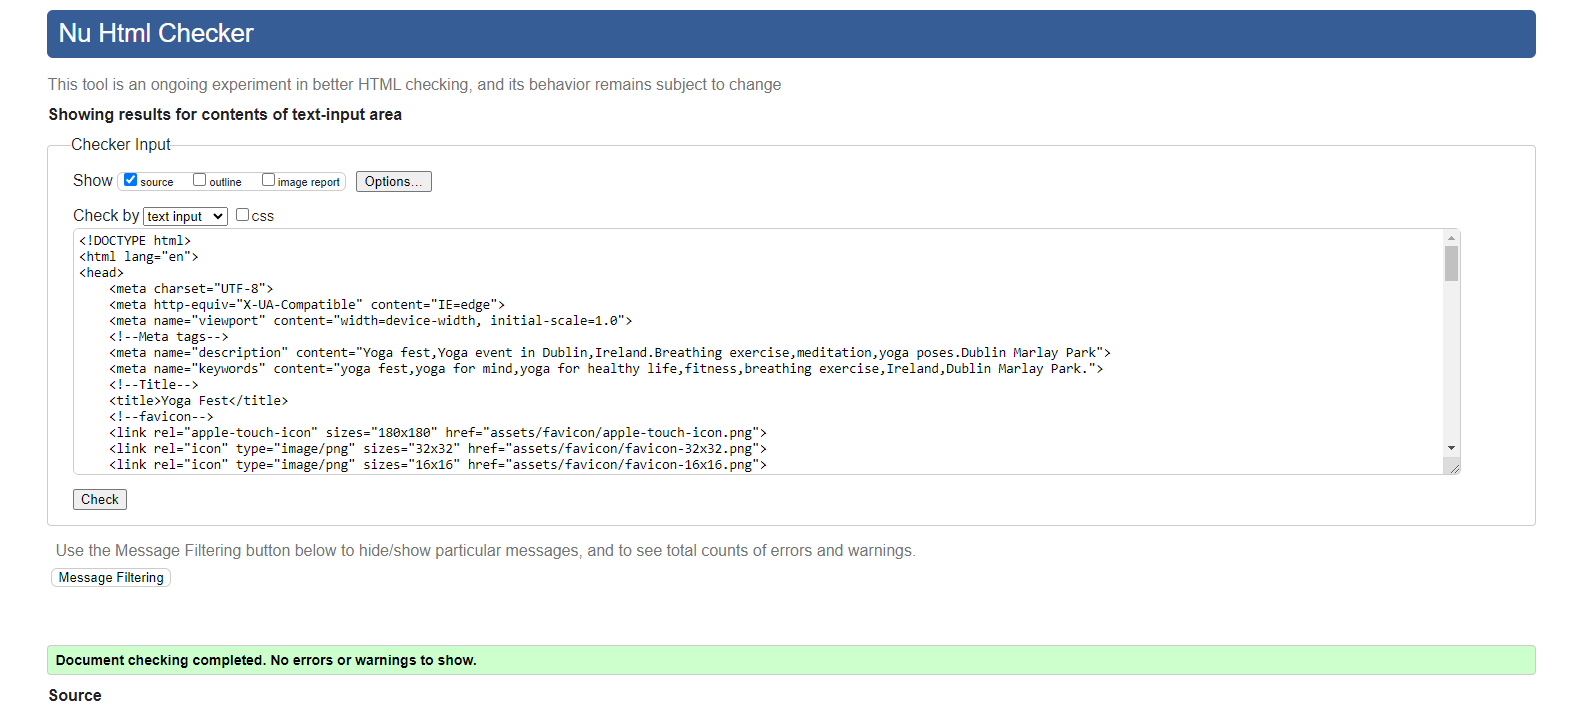 Nu Html Checker
This tool is an ongoing experiment in better HTML checking, and its behavior remains subject to change
Showing results for contents of text-input area
Checker Input
Show source outline image report Options...
Check by text input css
<!DOCTYPE html>
<html lang="en">
<head>
    <meta charset="UTF-8">
    <meta http-equiv="X-UA-Compatible" content="IE=edge">
    <meta name="viewport" content="width=device-width, initial-scale=1.0">
    <!--Meta tags-->
    <meta name="description" content="Yoga fest,Yoga event in Dublin,Ireland.Breathing exercise,meditation,yoga poses.Dublin Marlay Park">
    <meta name="keywords" content="yoga fest,yoga for mind,yoga for healthy life,fitness,breathing exercise,Ireland,Dublin Marlay Park.">
    <!--Title-->
    <title>Yoga Fest</title>
    <!--favicon-->
    <link rel="apple-touch-icon" sizes="180x180" href="assets/favicon/apple-touch-icon.png">
    <link rel="icon" type="image/png" sizes="32x32" href="assets/favicon/favicon-32x32.png">
    <link rel="icon" type="image/png" sizes="16x16" href="assets/favicon/favicon-16x16.png">
Check
Use the Message Filtering button below to hide/show particular messages, and to see total counts of errors and warnings.
Message Filtering
Document checking completed. No errors or warnings to show.
Source